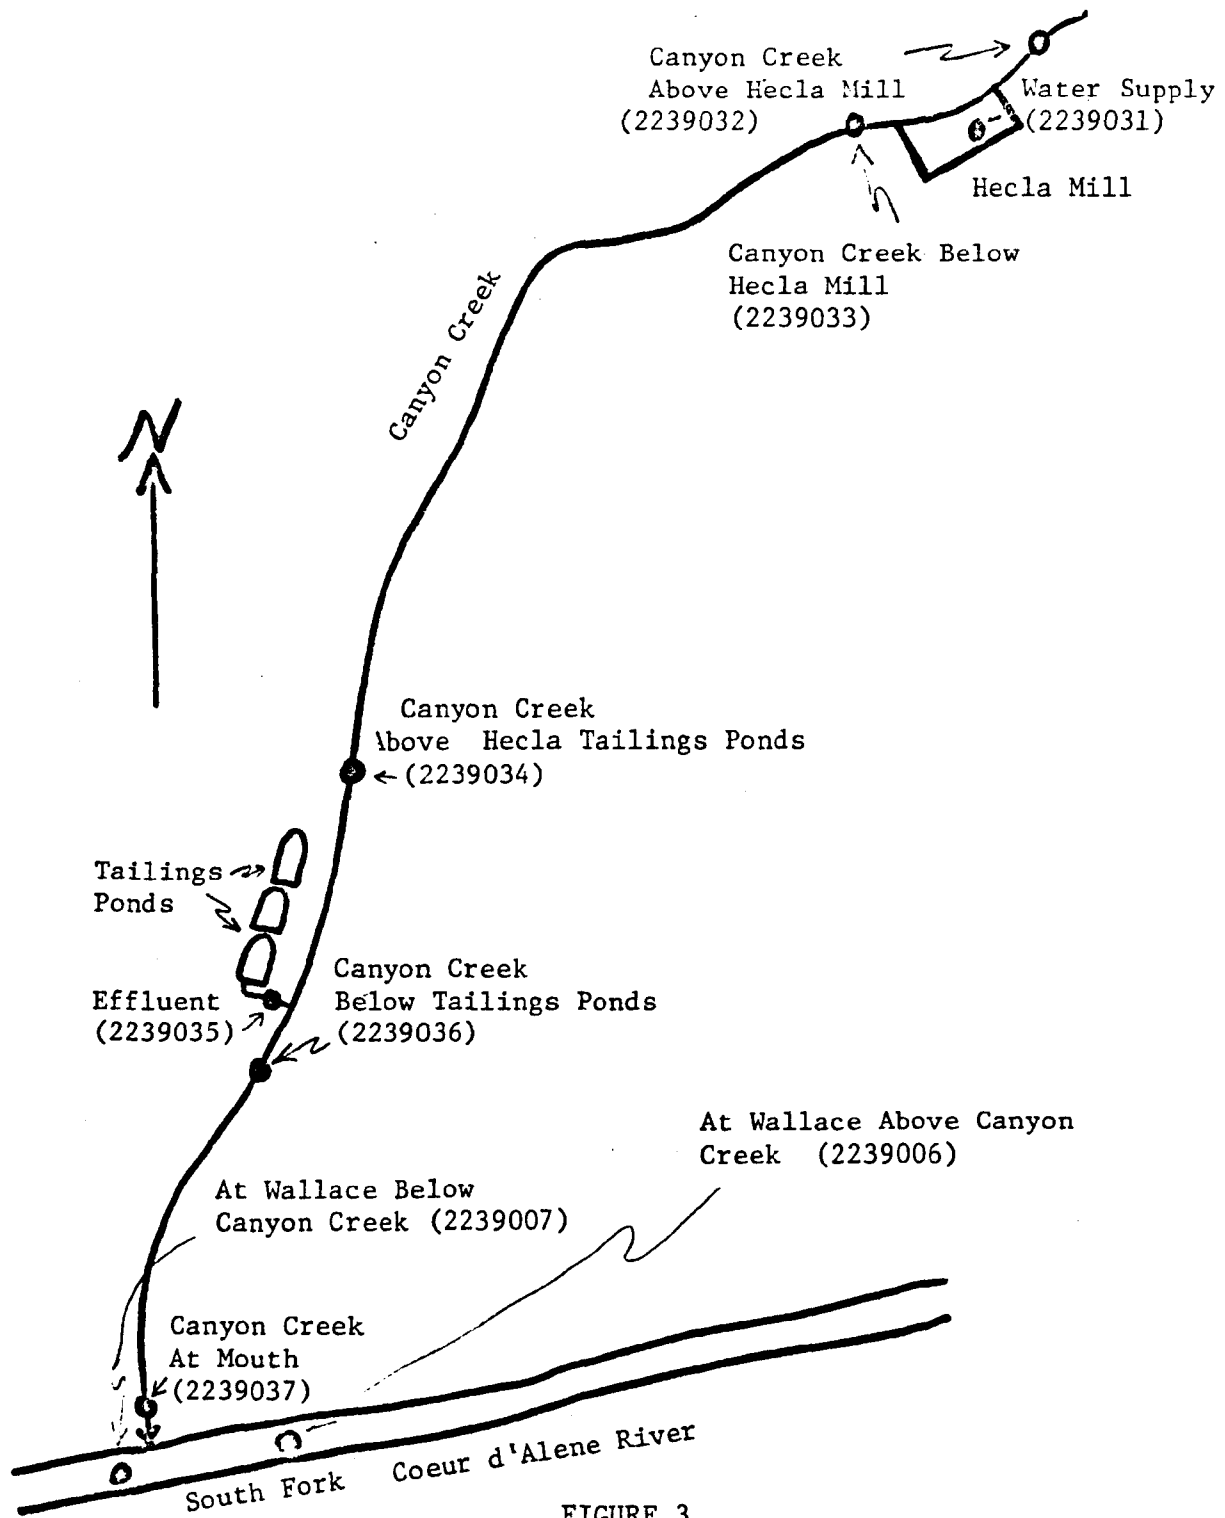 Canyon Creek
Above Hecla Mill
(2239032)
Water Supply
(2239031)
Hecla Mill
Canyon Creek Below
Hecla Mill
(2239033)
Canyon Creek
N
Canyon Creek
Above Hecla Tailings Ponds
(2239034)
Tailings
Ponds
Canyon Creek
Below Tailings Ponds
(2239036)
Effluent
(2239035)
At Wallace Above Canyon
Creek (2239006)
At Wallace Below
Canyon Creek (2239007)
Canyon Creek
At Mouth
(2239037)
South Fork Coeur d'Alene River
FIGURE 3